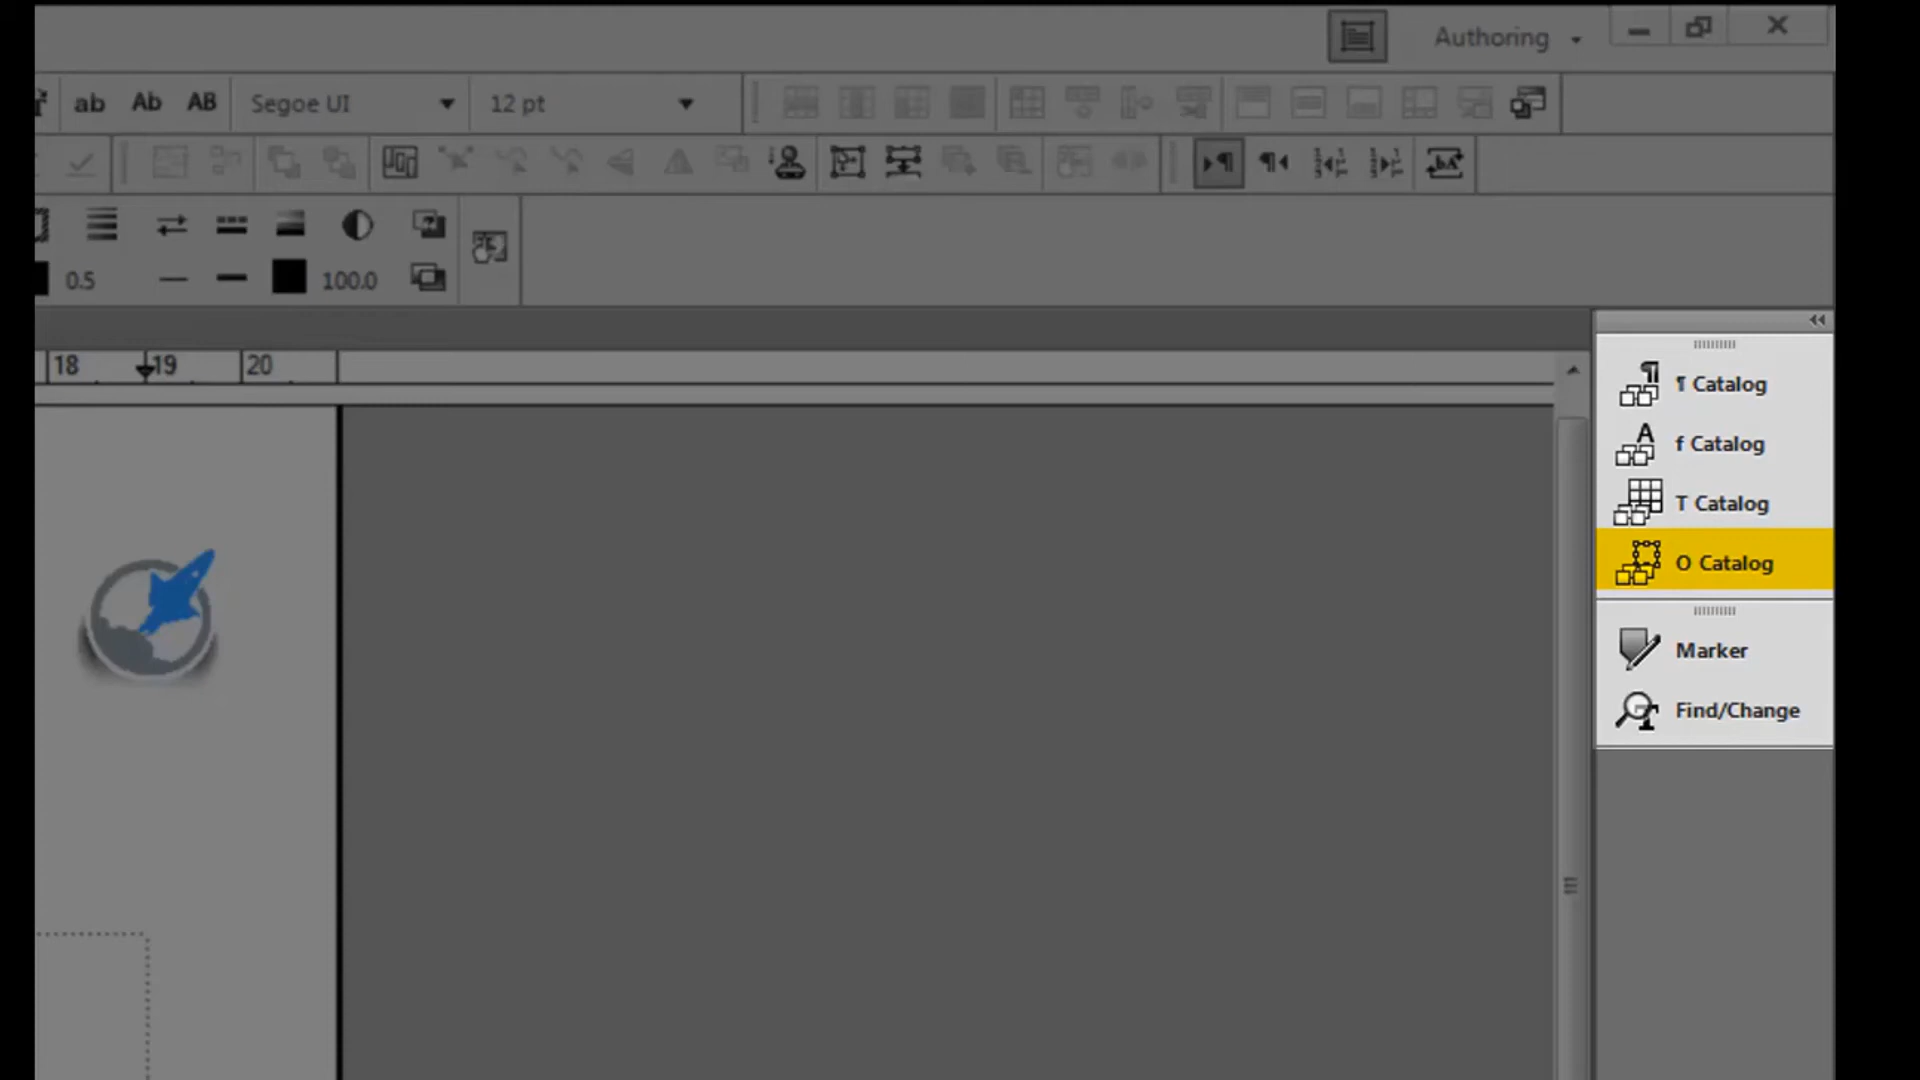 Authoring
ab Ab AB Segoe UI 12 pt
0.5 100.0
18 19 20
¶ Catalog
f Catalog
T Catalog
O Catalog
Marker
Find/Change